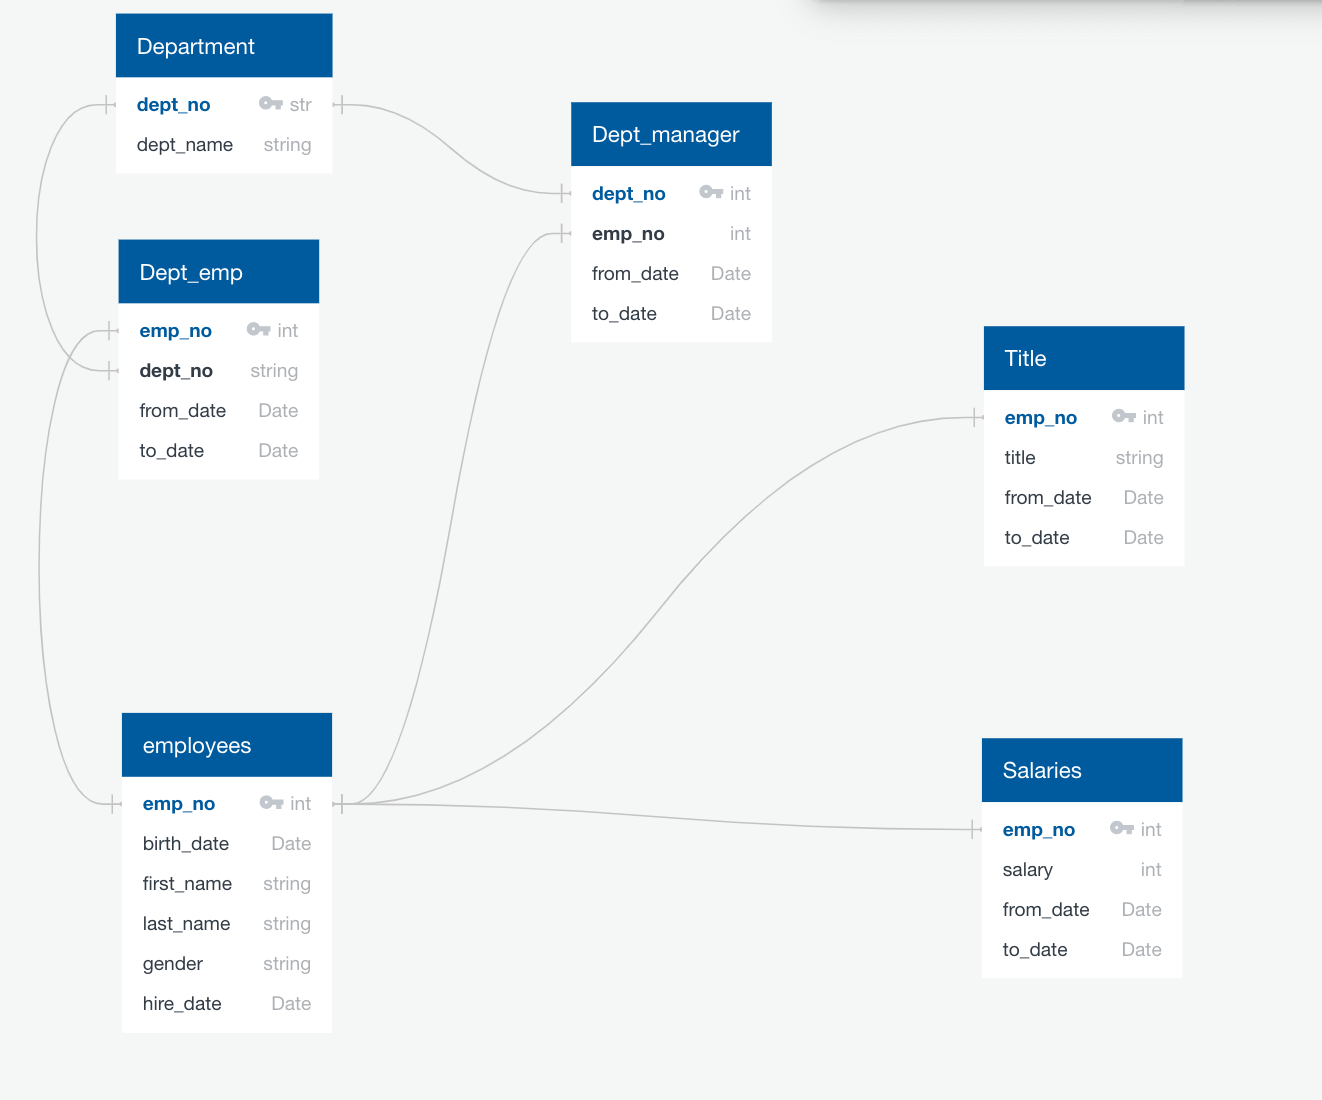 Department
dept_no str
dept_name string
Dept_manager
dept_no int
emp_no int
from_date Date
to_date Date
Dept_emp
emp_no int
dept_no string
from_date Date
to_date Date
Title
emp_no int
title string
from_date Date
to_date Date
employees
emp_no int
birth_date Date
first_name string
last_name string
gender string
hire_date Date
Salaries
emp_no int
salary int
from_date Date
to_date Date